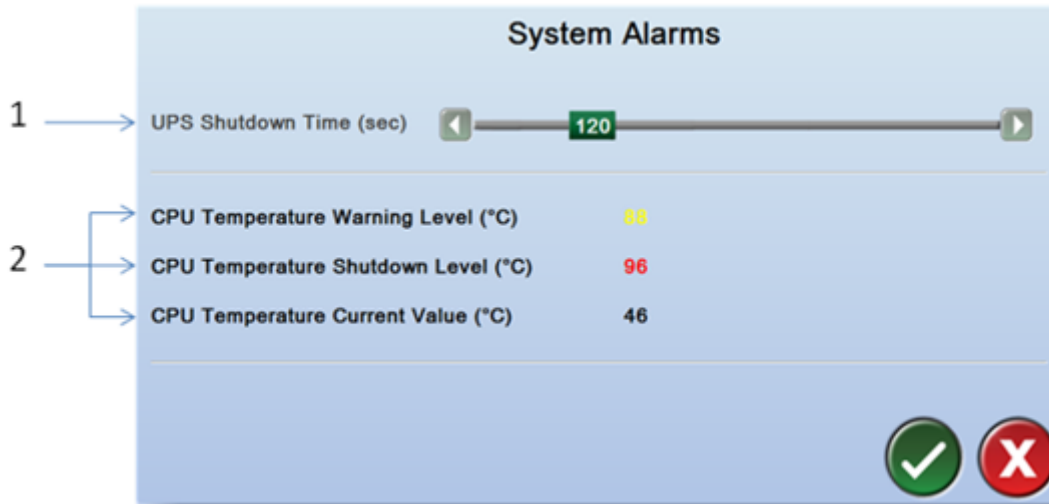 System Alarms
1 UPS Shutdown Time (sec) 120
CPU Temperature Warning Level (°C) 88
2 CPU Temperature Shutdown Level (°C) 96
CPU Temperature Current Value (°C) 46
X